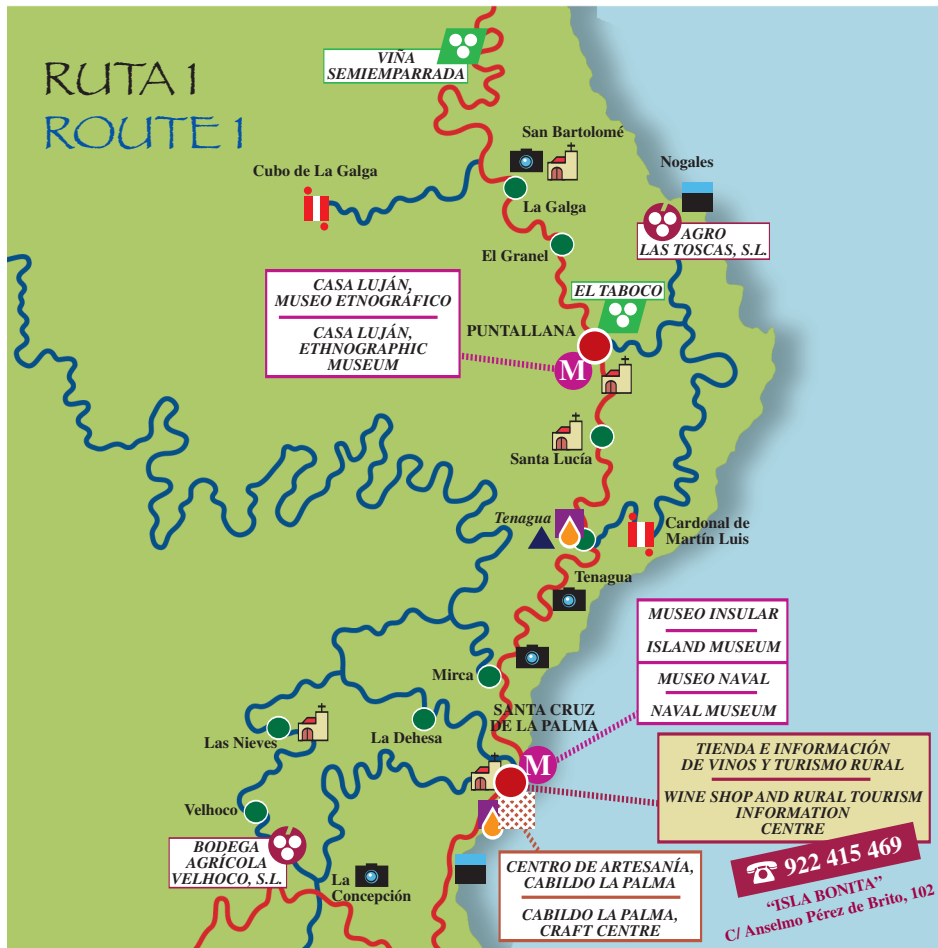 RUTA 1
ROUTE 1
VIÑA
SEMIEMPARRADA
San Bartolomé
Nogales
Cubo de La Galga
La Galga
AGRO
LAS TOSCAS, S.L.
El Granel
CASA LUJÁN,
MUSEO ETNOGRÁFICO
CASA LUJÁN,
ETHNOGRAPHIC
MUSEUM
EL TABOCO
PUNTALLANA
M
Santa Lucía
Tenagua
Cardonal de
Martín Luis
Tenagua
MUSEO INSULAR
ISLAND MUSEUM
MUSEO NAVAL
NAVAL MUSEUM
Mirca
SANTA CRUZ
DE LA PALMA
Las Nieves
La Dehesa
M
TIENDA E INFORMACIÓN
DE VINOS Y TURISMO RURAL
WINE SHOP AND RURAL TOURISM
INFORMATION
CENTRE
Velhoco
BODEGA
AGRÍCOLA
VELHOCO, S.L.
La
Concepción
CENTRO DE ARTESANÍA,
CABILDO LA PALMA
CABILDO LA PALMA,
CRAFT CENTRE
922 415 469
“ISLA BONITA”
C/ Anselmo Pérez de Brito, 102